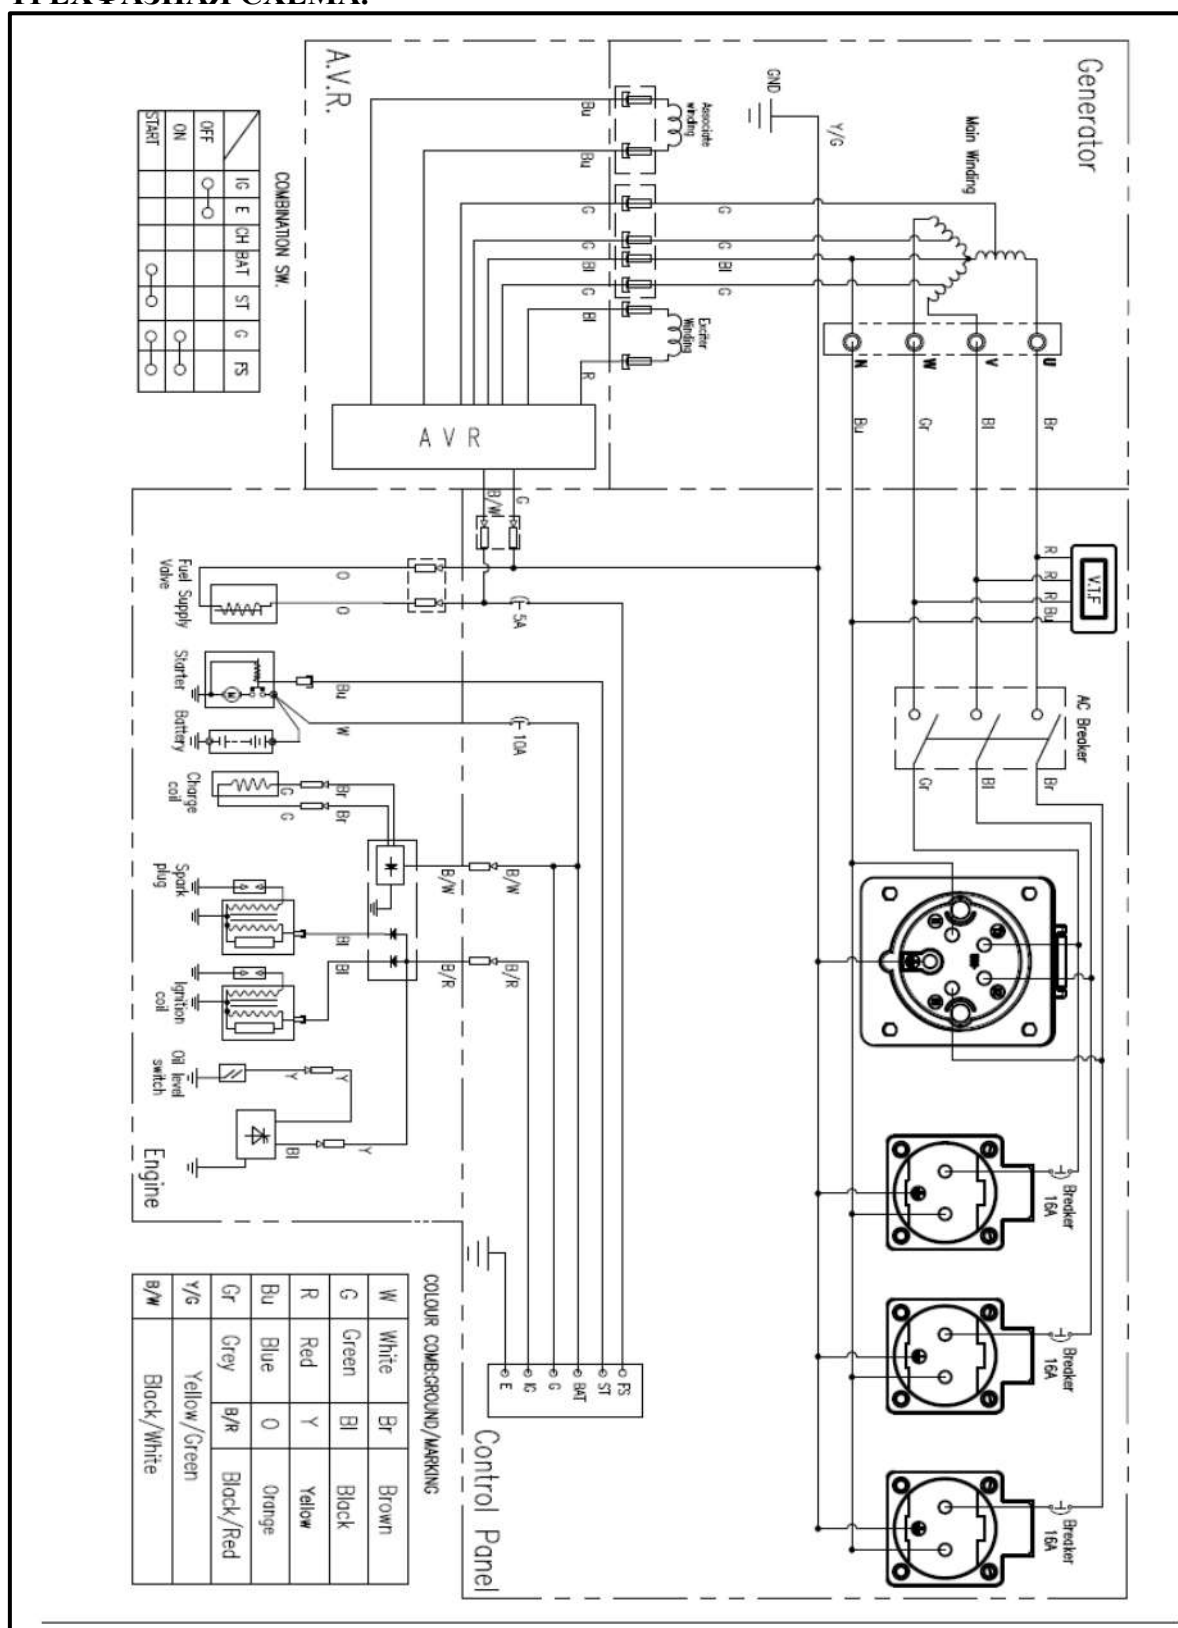 ТРЕХФАЗНАЯ СХЕМА:
A.V.R.
Generator
GND
Y/G
Main Winding
Associate
winding
Bu
Bu
G
G
G
G
Bl
Bl
G
G
Exciter
Winding
Bl
R
N
W
V
U
Bu
Gr
Bl
Br
A V R
COMBINATION SW.
IG E CH BAT ST G FS
OFF
ON
START
B/W
G
R
R
R
Bu
V.T.F
Fuel Supply
Valve
O
O
5A
Starter
M
Bu
Battery
W
10A
AC Breaker
Gr
Bl
Br
Charge
coil
G
G
Br
Br
B/W
B/W
Spark
plug
Bl
Ignition
coil
Bl
B/R
B/R
Oil level
switch
Y
Y
Bl
Y
Engine
Breaker
16A
Breaker
16A
Breaker
16A
E
IG
G
BAT
ST
FS
Control Panel
COLOUR COMB:GROUND/MARKING
W White Br Brown
G Green Bl Black
R Red Y Yellow
Bu Blue O Orange
Gr Grey B/R Black/Red
Y/G Yellow/Green
B/W Black/White